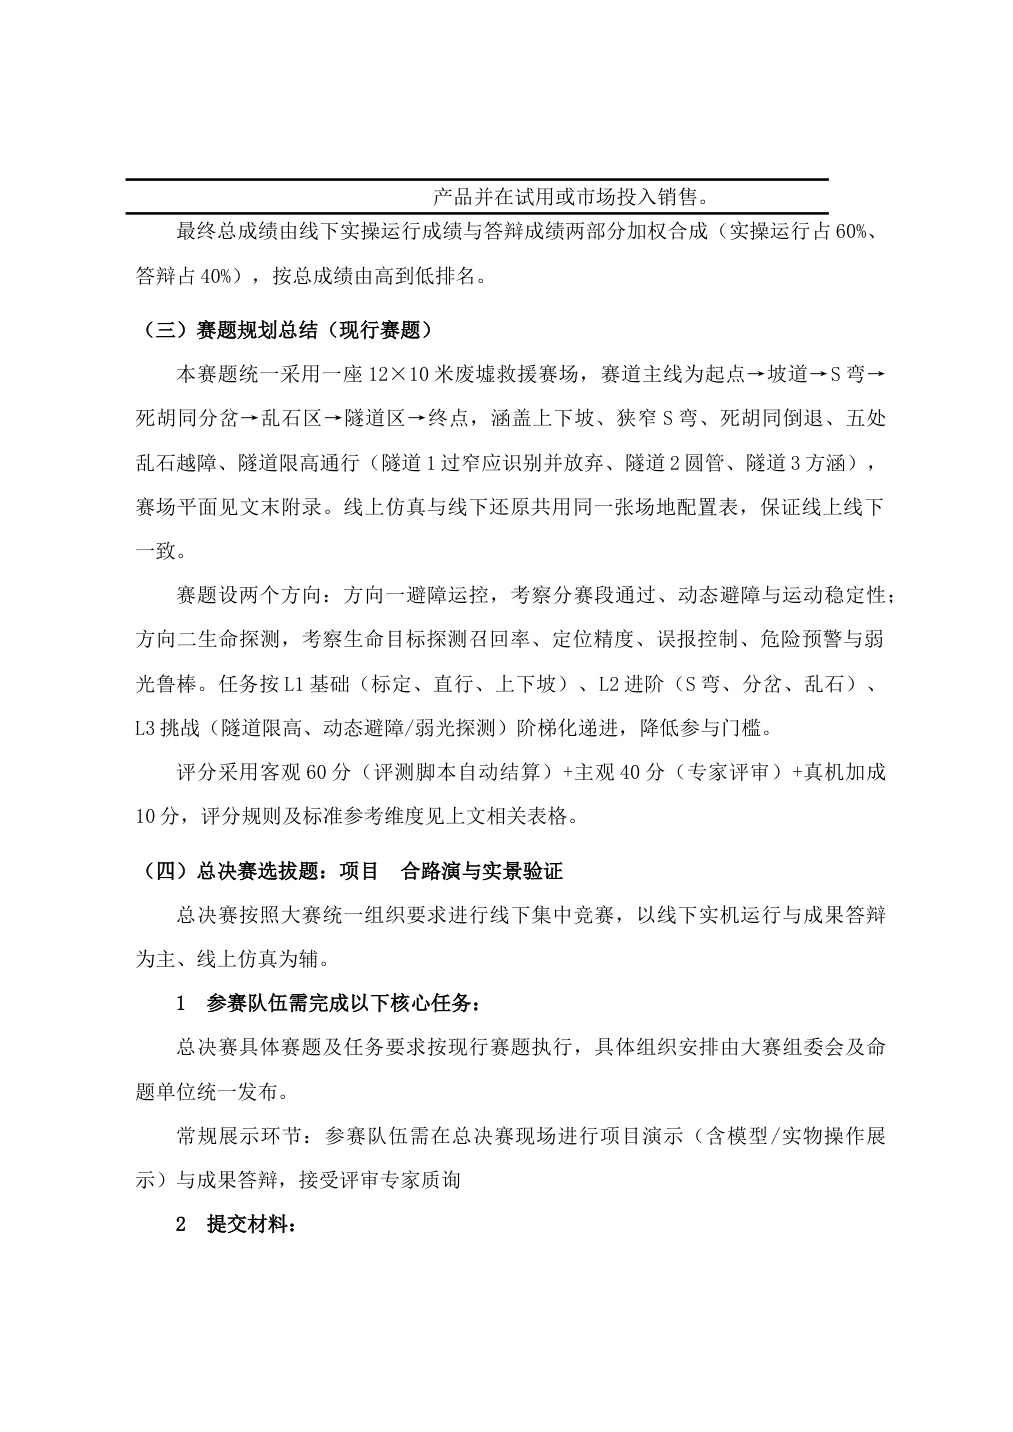 产品并在试用或市场投入销售。
最终总成绩由线下实操运行成绩与答辩成绩两部分加权合成（实操运行占 60%、
答辩占 40%），按总成绩由高到低排名。
（三）赛题规划总结（现行赛题）
本赛题统一采用一座 12×10 米废墟救援赛场，赛道主线为起点→坡道→S 弯→
死胡同分岔→乱石区→隧道区→终点，涵盖上下坡、狭窄 S 弯、死胡同倒退、五处
乱石越障、隧道限高通行（隧道 1 过窄应识别并放弃、隧道 2 圆管、隧道 3 方涵），
赛场平面见文末附录。线上仿真与线下还原共用同一张场地配置表，保证线上线下
一致。
赛题设两个方向：方向一避障运控，考察分赛段通过、动态避障与运动稳定性；
方向二生命探测，考察生命目标探测召回率、定位精度、误报控制、危险预警与弱
光鲁棒。任务按 L1 基础（标定、直行、上下坡）、L2 进阶（S 弯、分岔、乱石）、
L3 挑战（隧道限高、动态避障/弱光探测）阶梯化递进，降低参与门槛。
评分采用客观 60 分（评测脚本自动结算）+主观 40 分（专家评审）+真机加成
10 分，评分规则及标准参考维度见上文相关表格。
（四）总决赛选拔题：项目　合路演与实景验证
总决赛按照大赛统一组织要求进行线下集中竞赛，以线下实机运行与成果答辩
为主、线上仿真为辅。
1　参赛队伍需完成以下核心任务：
总决赛具体赛题及任务要求按现行赛题执行，具体组织安排由大赛组委会及命
题单位统一发布。
常规展示环节：参赛队伍需在总决赛现场进行项目演示（含模型/实物操作展
示）与成果答辩，接受评审专家质询
2　提交材料：